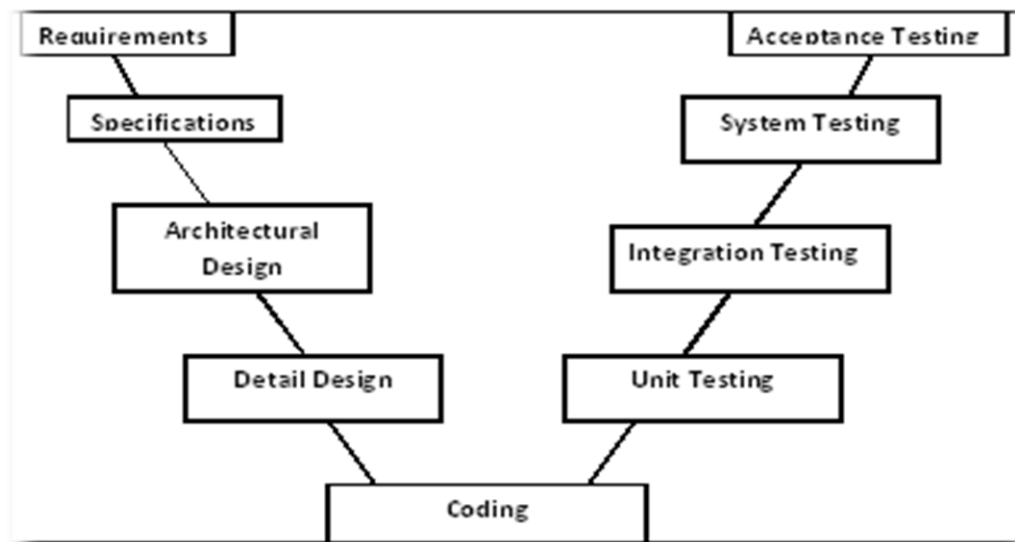 Requirements
Acceptance Testing
Specifications
System Testing
Architectural
Design
Integration Testing
Detail Design
Unit Testing
Coding